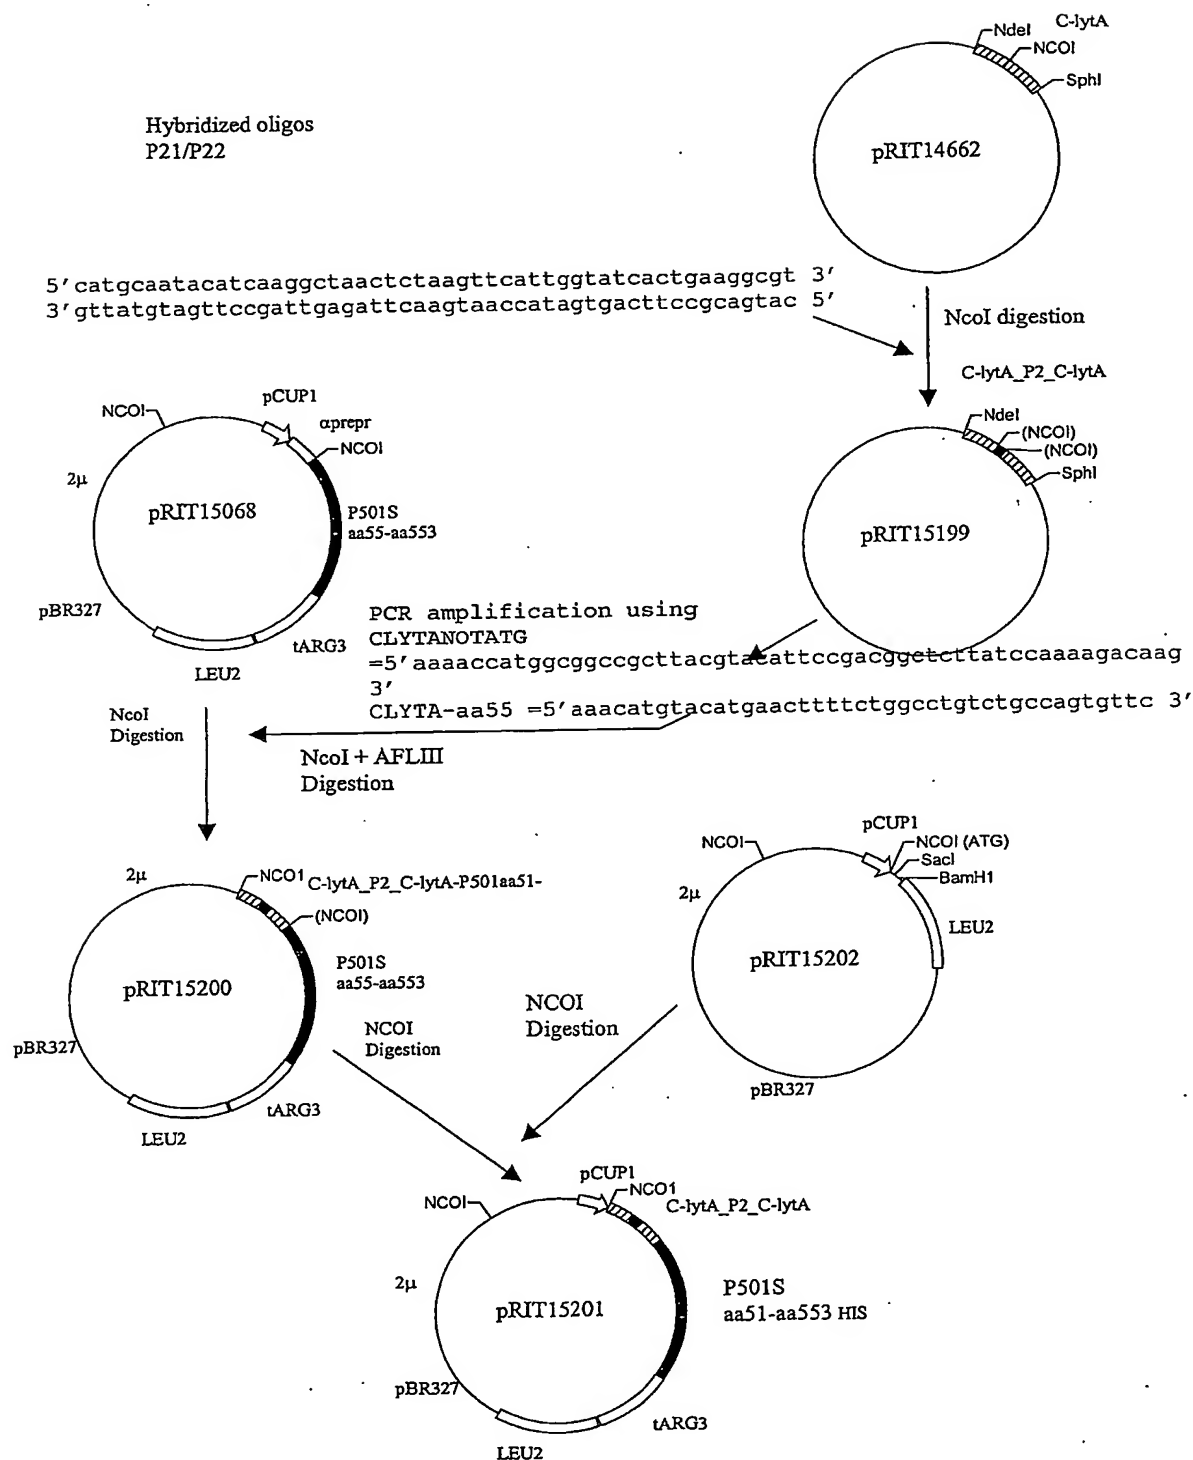 NdeI
C-lytA
NCOI
SphI
Hybridized oligos
P21/P22
pRIT14662
5'catgcaatacatcaaggctaactctaagttcattggtatcactgaaggcgt 3'
3'gttatgtagttccgattgagattcaagtaaccatagtgacttccgcagtac 5'
NcoI digestion
C-lytA_P2_C-lytA
NdeI
(NCOI)
(NCOI)
SphI
pRIT15199
pCUP1
NCOI
αprepr
NCOI
2μ
pRIT15068
P501S
aa55-aa553
pBR327
tARG3
LEU2
PCR amplification using
CLYTANOTATG
=5'aaaaccatggcggccgcttacgtacattccgacggctcttatccaaaagacaag
3'
CLYTA-aa55 =5'aaacatgtacatgaacttttctggcctgtctgccagtgttc 3'
NcoI
Digestion
NcoI + AFLIII
Digestion
2μ
NCO1
C-lytA_P2_C-lytA-P501aa51-
(NCOI)
pRIT15200
P501S
aa55-aa553
pBR327
tARG3
LEU2
NCOI
Digestion
pCUP1
NCOI
NCOI (ATG)
SacI
BamH1
2μ
LEU2
pRIT15202
pBR327
NCOI
Digestion
pCUP1
NCOI
NCO1
C-lytA_P2_C-lytA
2μ
pRIT15201
P501S
aa51-aa553 HIS
pBR327
tARG3
LEU2